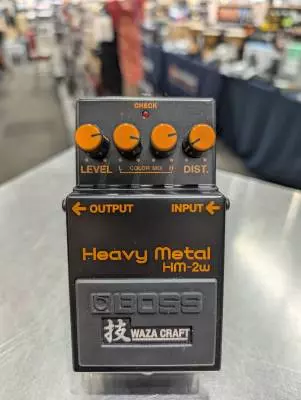 CHECK
LEVEL L COLOR MIX H DIST.
← OUTPUT INPUT ←
Heavy Metal
HM-2w
BOSS
技 WAZA CRAFT